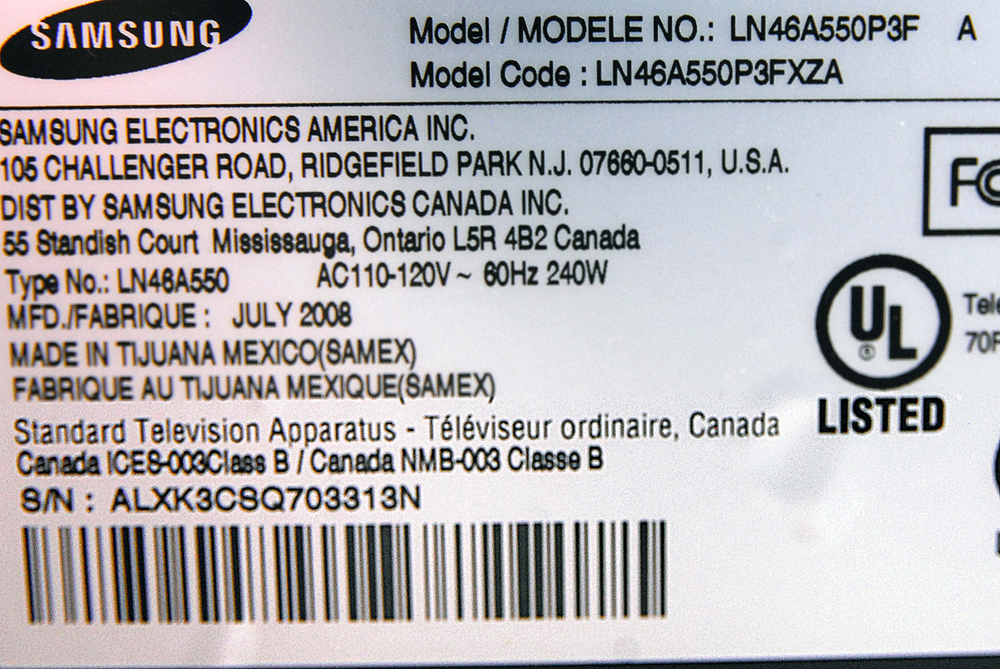 SAMSUNG
Model / MODELE NO.: LN46A550P3F A
Model Code : LN46A550P3FXZA
SAMSUNG ELECTRONICS AMERICA INC.
105 CHALLENGER ROAD, RIDGEFIELD PARK N.J. 07660-0511, U.S.A.
DIST BY SAMSUNG ELECTRONICS CANADA INC.
55 Standish Court Mississauga, Ontario L5R 4B2 Canada
Type No.: LN46A550 AC110-120V ~ 60Hz 240W
MFD./FABRIQUE : JULY 2008
MADE IN TIJUANA MEXICO(SAMEX)
FABRIQUE AU TIJUANA MEXIQUE(SAMEX)
Standard Television Apparatus - Téléviseur ordinaire, Canada
Canada ICES-003Class B / Canada NMB-003 Classe B
S/N : ALXK3CSQ703313N
FC
UL
LISTED